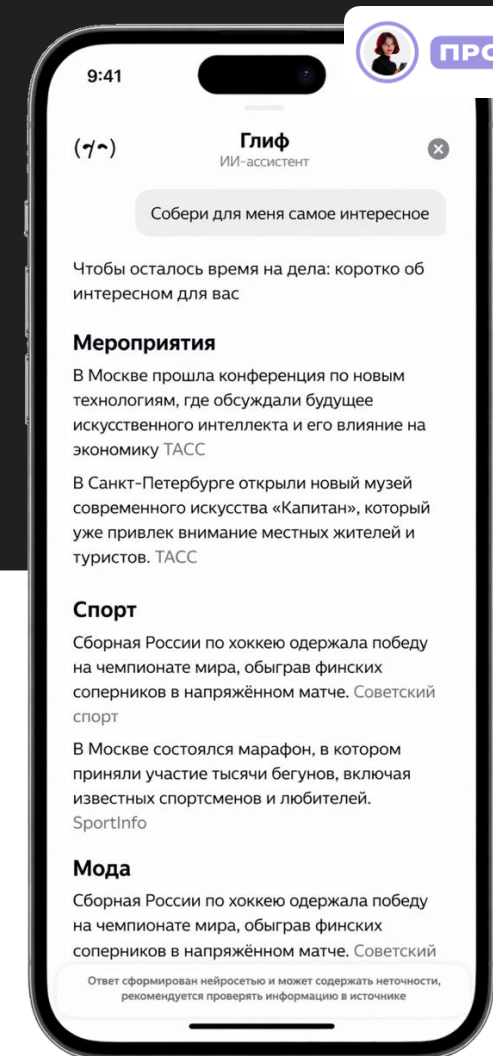 ПРО
9:41
Глиф
ИИ-ассистент
Собери для меня самое интересное
Чтобы осталось время на дела: коротко об
интересном для вас
Мероприятия
В Москве прошла конференция по новым
технологиям, где обсуждали будущее
искусственного интеллекта и его влияние на
экономику ТАСС
В Санкт-Петербурге открыли новый музей
современного искусства «Капитан», который
уже привлек внимание местных жителей и
туристов. ТАСС
Спорт
Сборная России по хоккею одержала победу
на чемпионате мира, обыграв финских
соперников в напряжённом матче. Советский
спорт
В Москве состоялся марафон, в котором
приняли участие тысячи бегунов, включая
известных спортсменов и любителей.
SportInfo
Мода
Сборная России по хоккею одержала победу
на чемпионате мира, обыграв финских
соперников в напряжённом матче. Советский
Ответ сформирован нейросетью и может содержать неточности,
рекомендуется проверять информацию в источнике